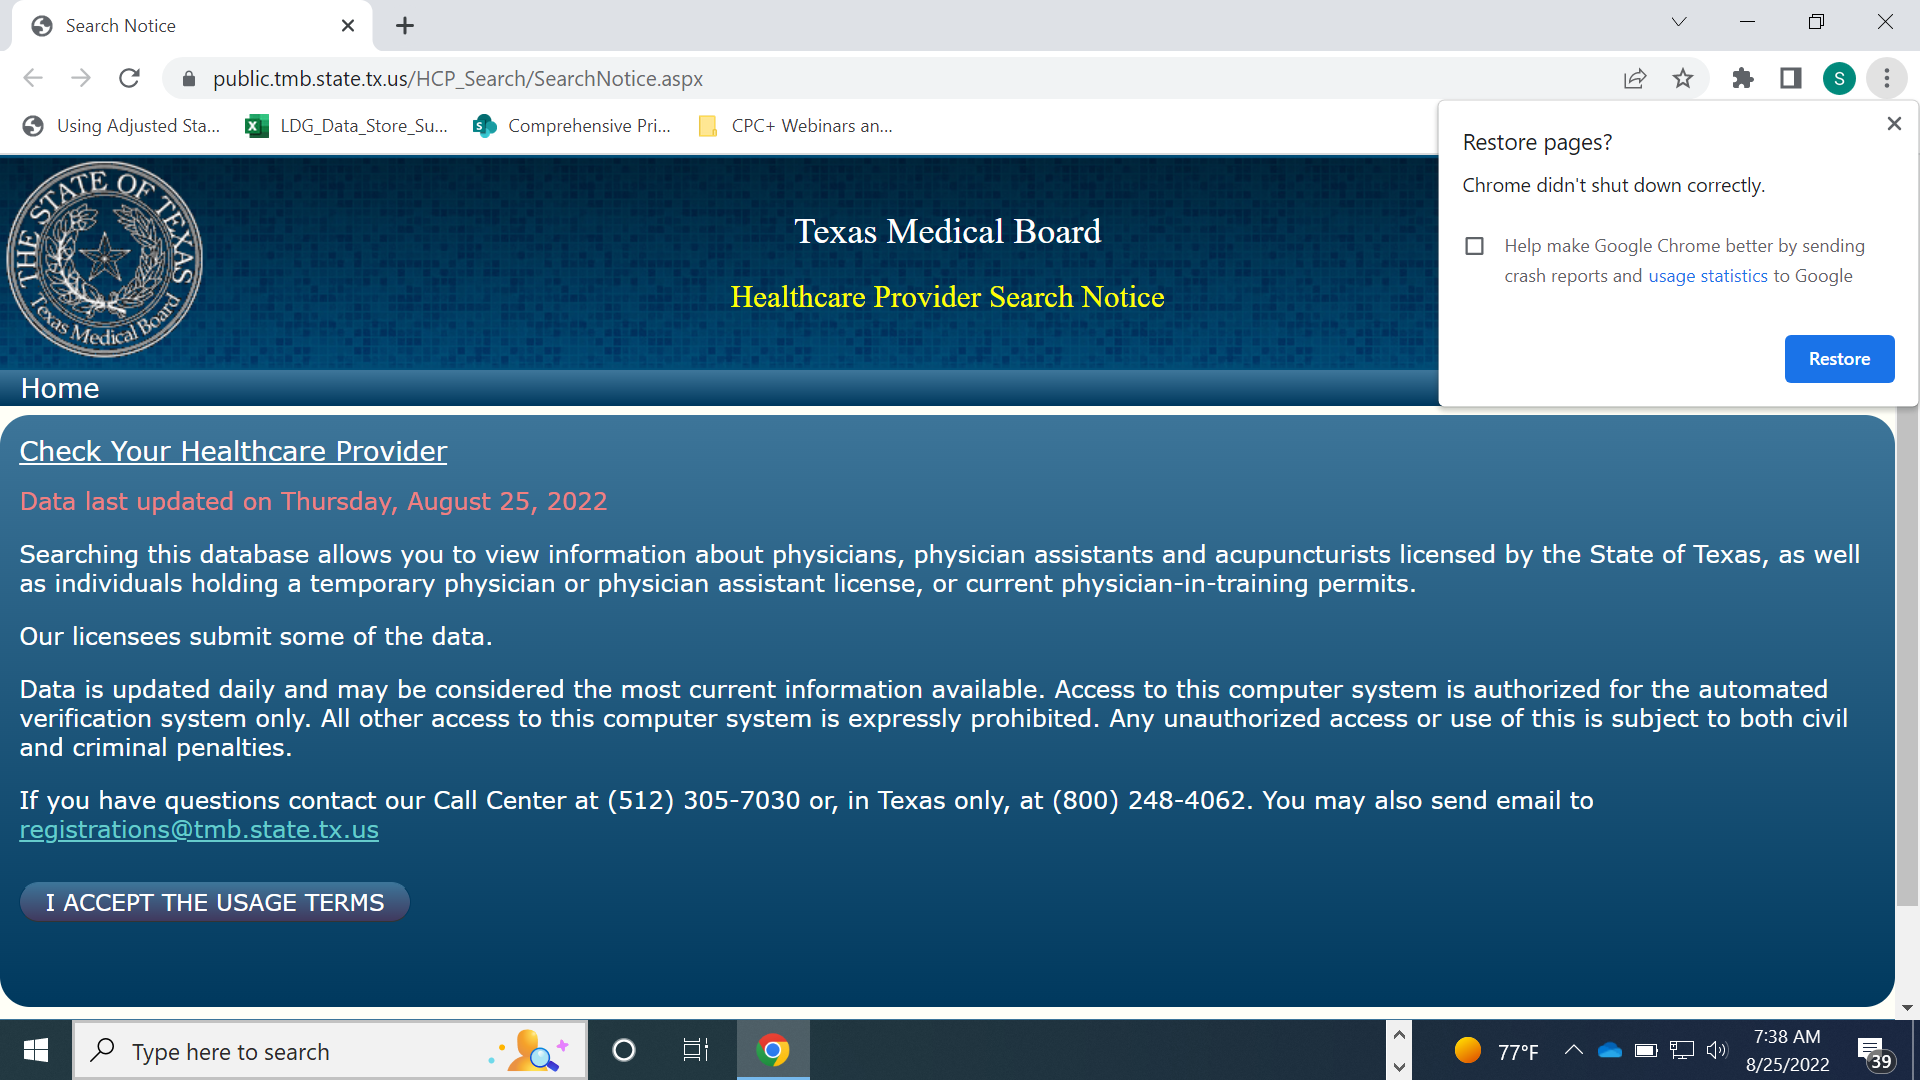 Search Notice
public.tmb.state.tx.us/HCP_Search/SearchNotice.aspx
S
Using Adjusted Sta...
LDG_Data_Store_Su...
Comprehensive Pri...
CPC+ Webinars an...
Restore pages?
Chrome didn't shut down correctly.
Help make Google Chrome better by sending
crash reports and usage statistics to Google
Restore
THE STATE OF TEXAS
Texas Medical Board
Texas Medical Board
Healthcare Provider Search Notice
Home
Check Your Healthcare Provider
Data last updated on Thursday, August 25, 2022
Searching this database allows you to view information about physicians, physician assistants and acupuncturists licensed by the State of Texas, as well
as individuals holding a temporary physician or physician assistant license, or current physician-in-training permits.
Our licensees submit some of the data.
Data is updated daily and may be considered the most current information available. Access to this computer system is authorized for the automated
verification system only. All other access to this computer system is expressly prohibited. Any unauthorized access or use of this is subject to both civil
and criminal penalties.
If you have questions contact our Call Center at (512) 305-7030 or, in Texas only, at (800) 248-4062. You may also send email to
registrations@tmb.state.tx.us
I ACCEPT THE USAGE TERMS
Type here to search
77°F
7:38 AM
8/25/2022
39